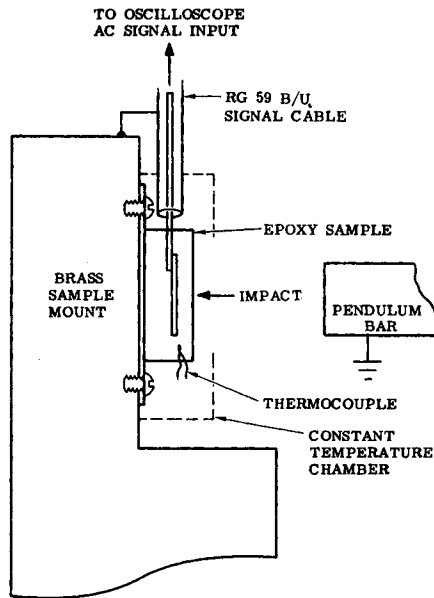 TO OSCILLOSCOPE
AC SIGNAL INPUT
RG 59 B/U
SIGNAL CABLE
EPOXY SAMPLE
BRASS
SAMPLE
MOUNT
IMPACT
PENDULUM
BAR
THERMOCOUPLE
CONSTANT
TEMPERATURE
CHAMBER